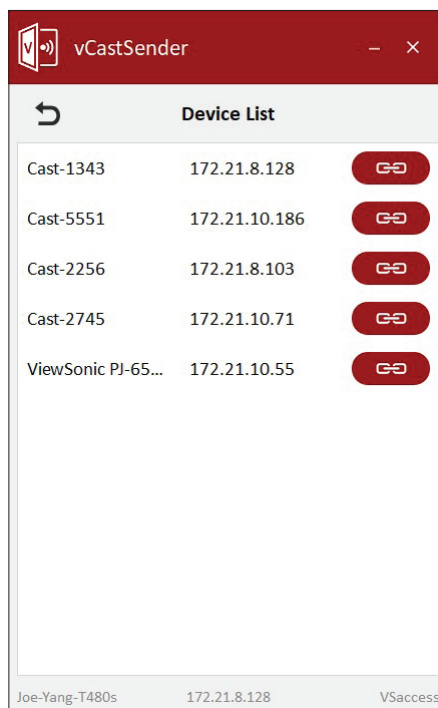 vCastSender
Device List
Cast-1343 172.21.8.128
Cast-5551 172.21.10.186
Cast-2256 172.21.8.103
Cast-2745 172.21.10.71
ViewSonic PJ-65... 172.21.10.55
Joe-Yang-T480s 172.21.8.128 VSaccess